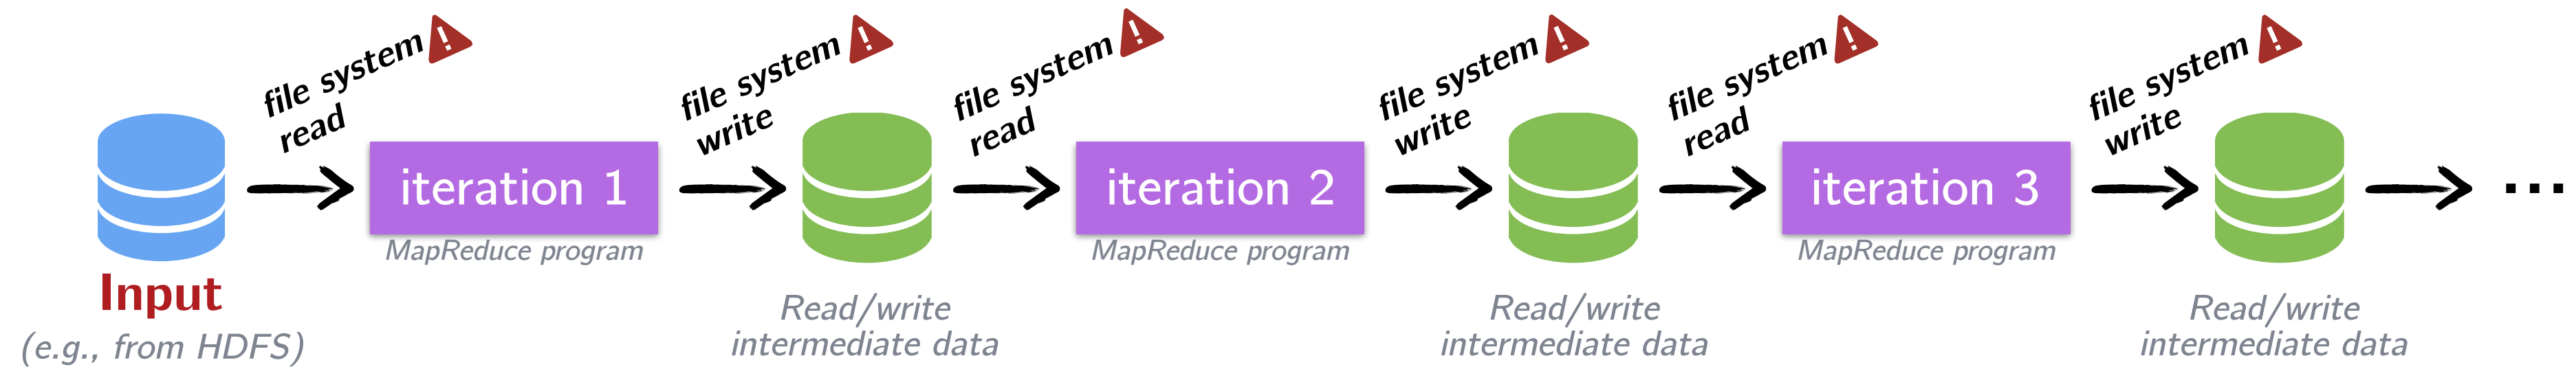 file system
read
file system
write
file system
read
file system
write
file system
read
file system
write
iteration 1
iteration 2
iteration 3
...
MapReduce program
MapReduce program
MapReduce program
Input
(e.g., from HDFS)
Read/write
intermediate data
Read/write
intermediate data
Read/write
intermediate data